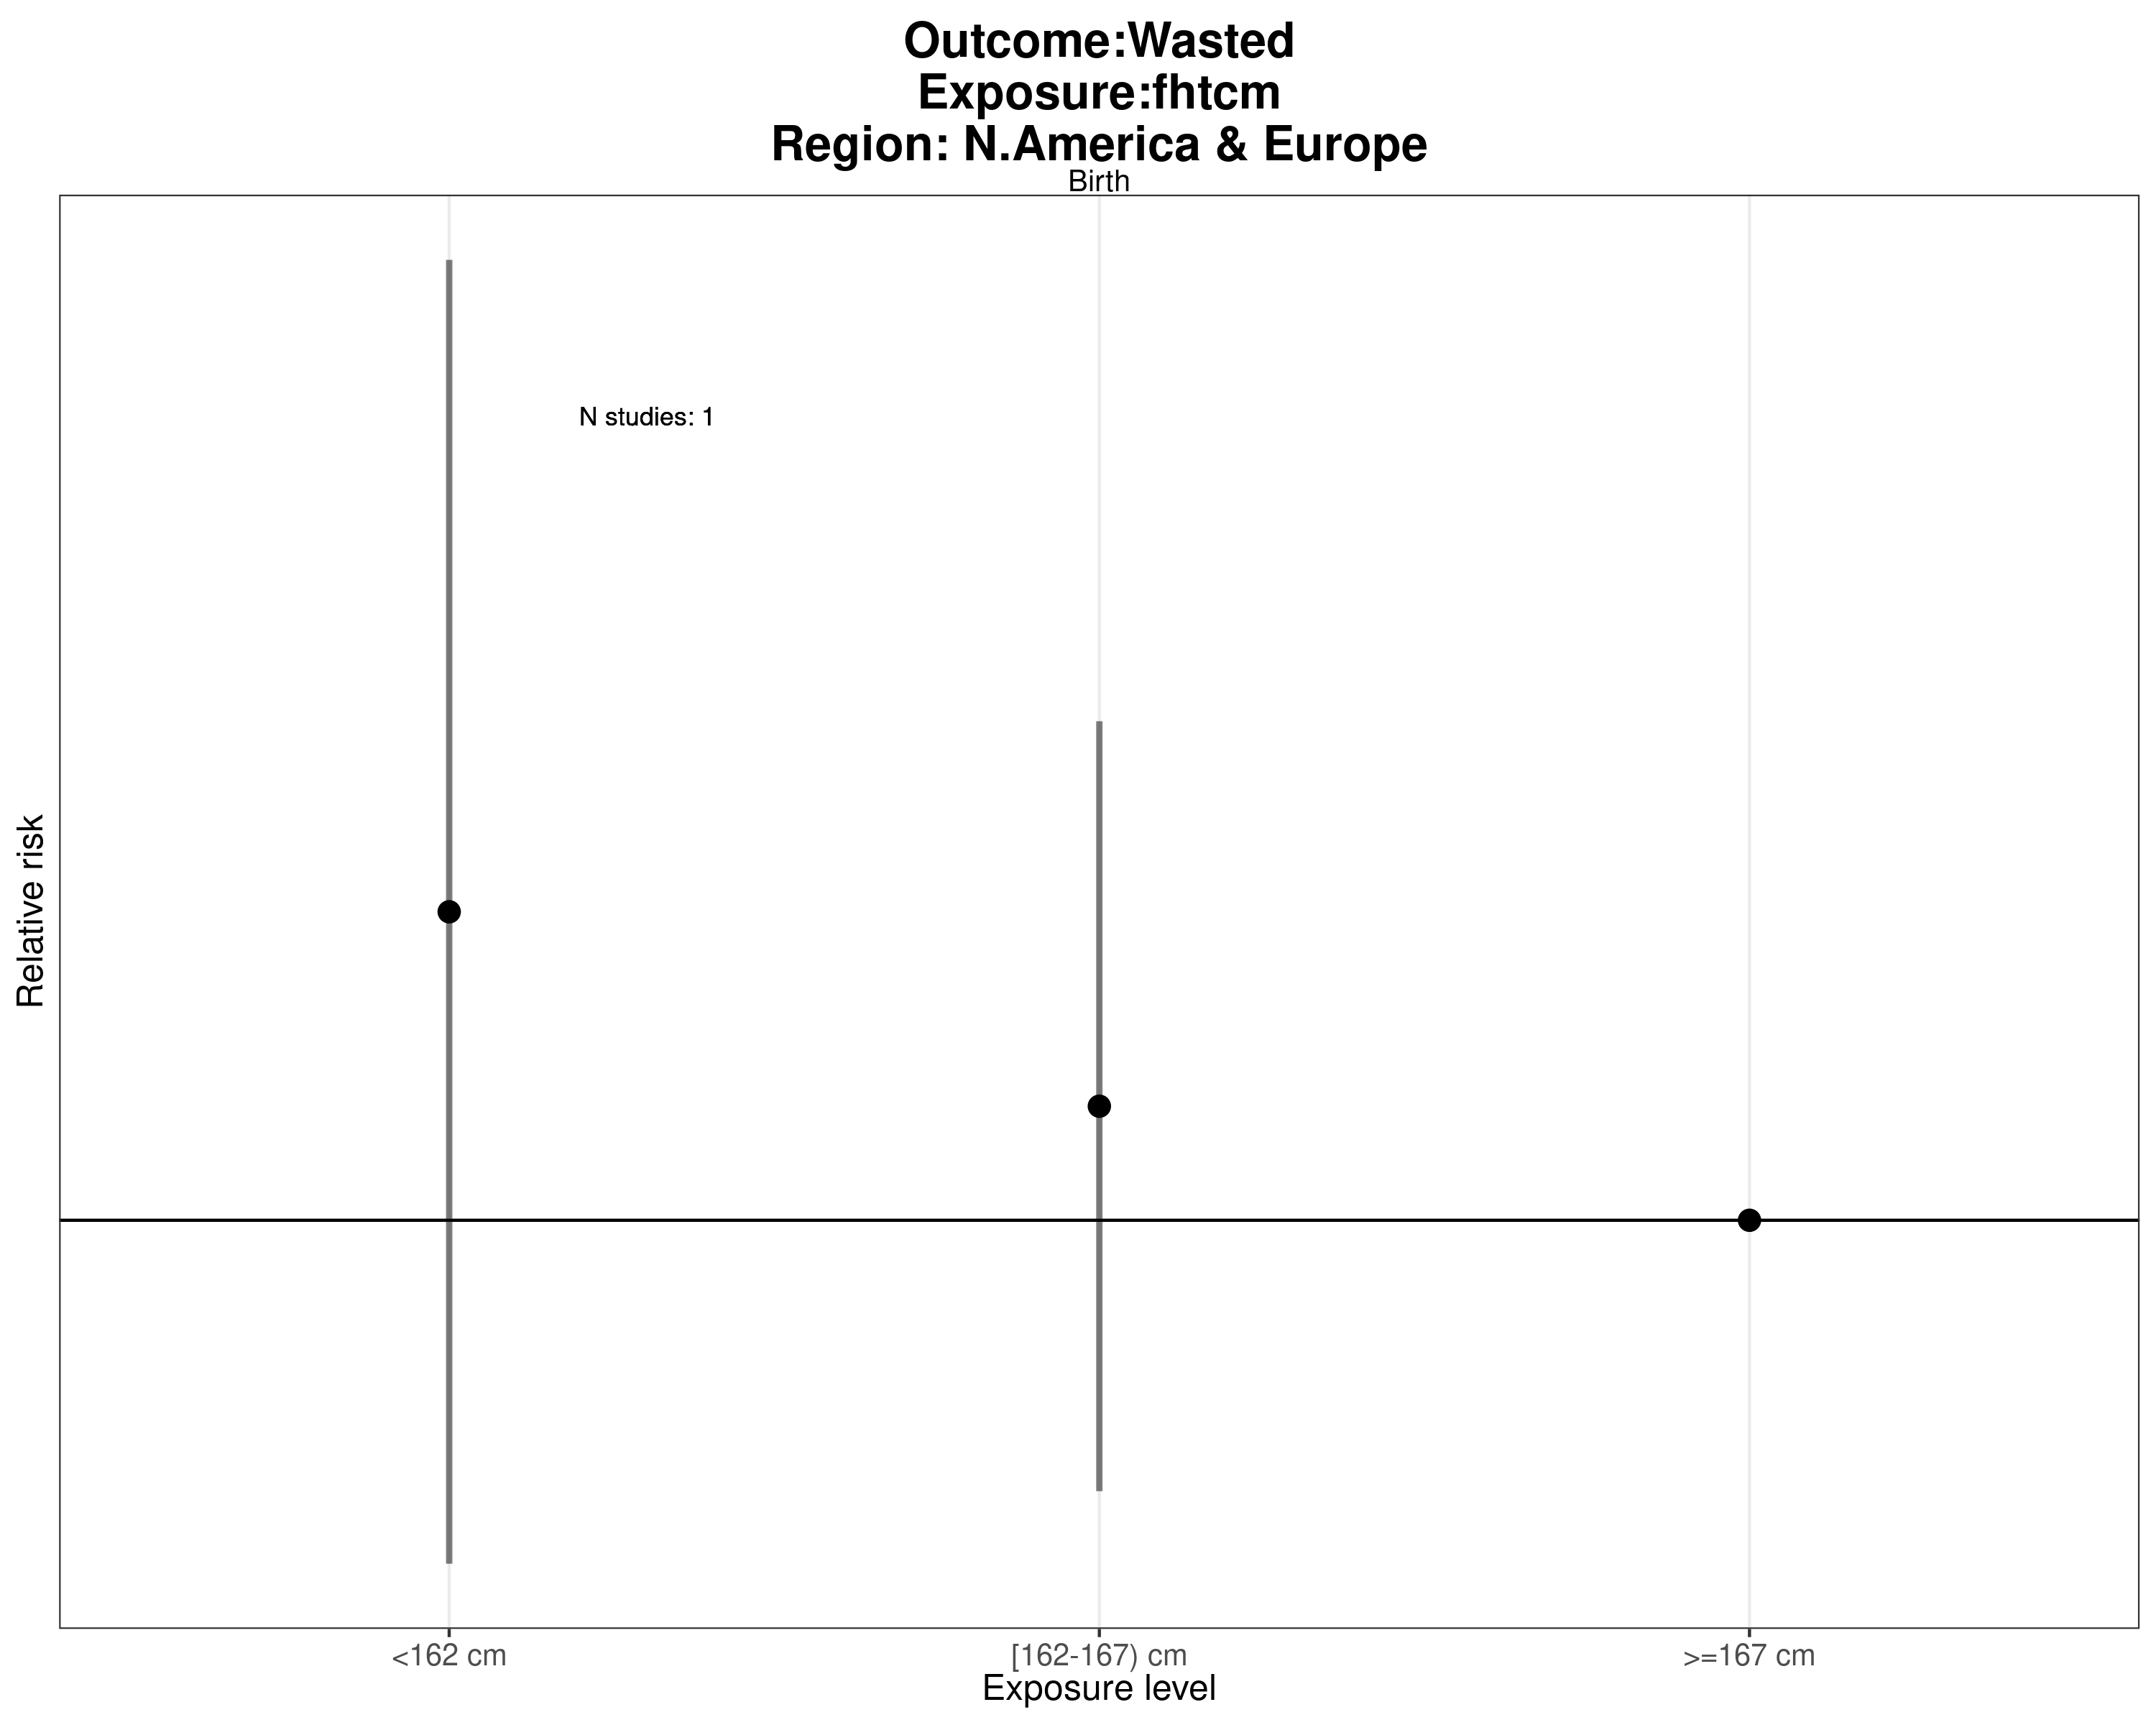 Outcome:Wasted
Exposure:fhtcm
Region: N.America & Europe
Birth
N studies: 1
Relative risk
<162 cm
[162-167) cm
>=167 cm
Exposure level